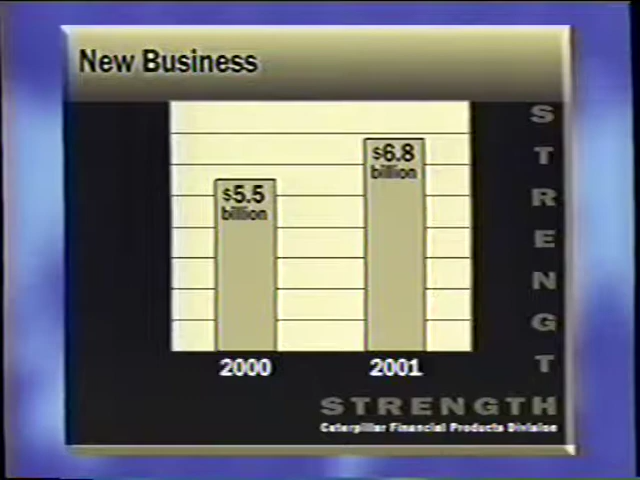 New Business
$5.5
billion
$6.8
billion
2000
2001
S
T
R
E
N
G
T
STRENGTH
Caterpillar Financial Products Division